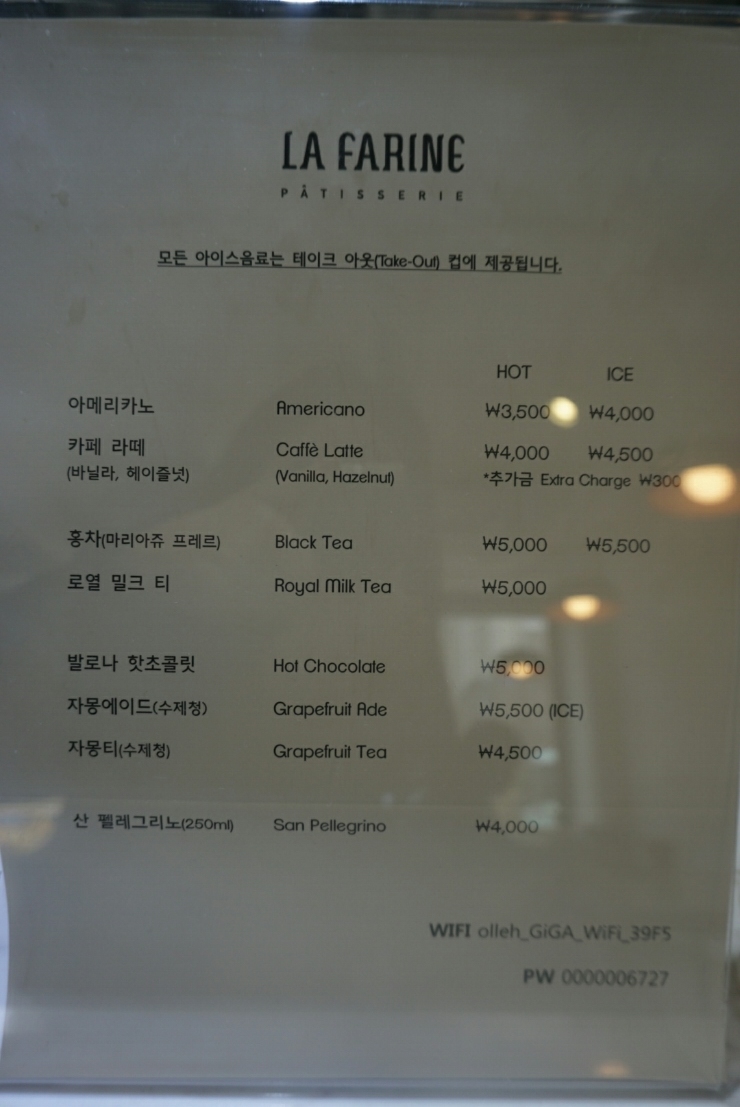 LA FARINE
PÂTISSERIE
모든 아이스음료는 테이크 아웃(Take-Out) 컵에 제공됩니다.
HOT ICE
아메리카노 Americano ₩3,500 ₩4,000
카페 라떼 Caffè Latte ₩4,000 ₩4,500
(바닐라, 헤이즐넛) (Vanilla, Hazelnut) *추가금 Extra Charge ₩300
홍차(마리아쥬 프레르) Black Tea ₩5,000 ₩5,500
로열 밀크 티 Royal Milk Tea ₩5,000
발로나 핫초콜릿 Hot Chocolate ₩5,000
자몽에이드(수제청) Grapefruit Ade ₩5,500 (ICE)
자몽티(수제청) Grapefruit Tea ₩4,500
산 펠레그리노(250ml) San Pellegrino ₩4,000
WIFI olleh_GiGA_WiFi_39F5
PW 0000006727